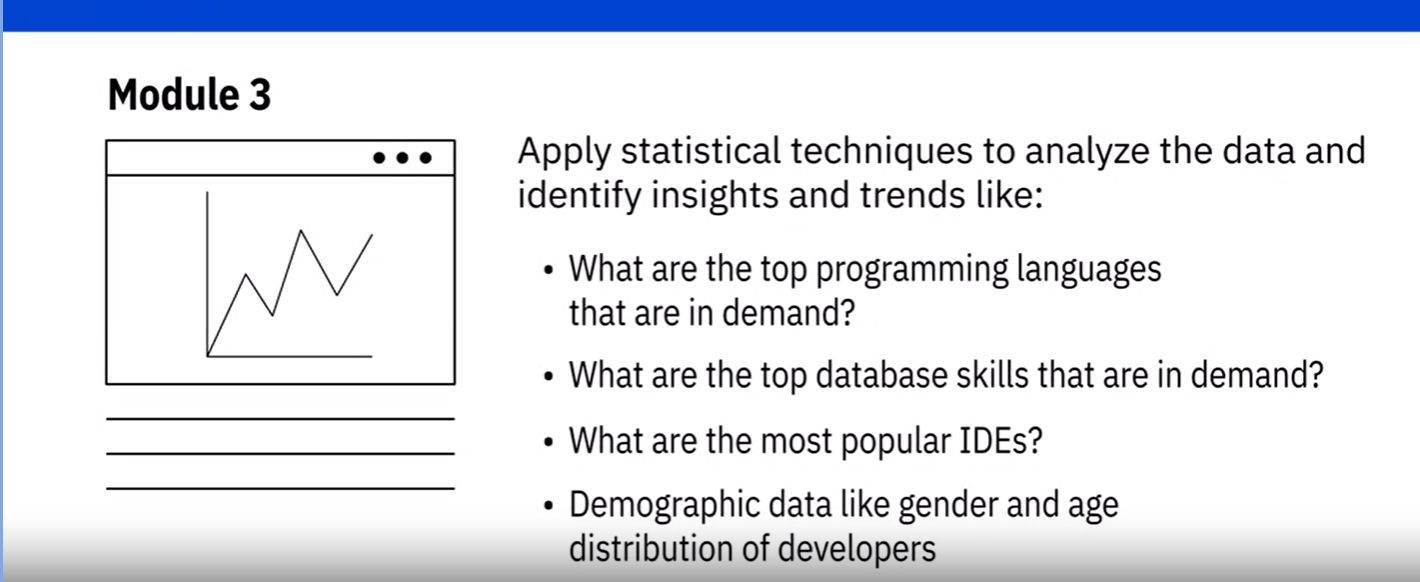 Module 3
Apply statistical techniques to analyze the data and
identify insights and trends like:
• What are the top programming languages
that are in demand?
• What are the top database skills that are in demand?
• What are the most popular IDEs?
• Demographic data like gender and age
distribution of developers